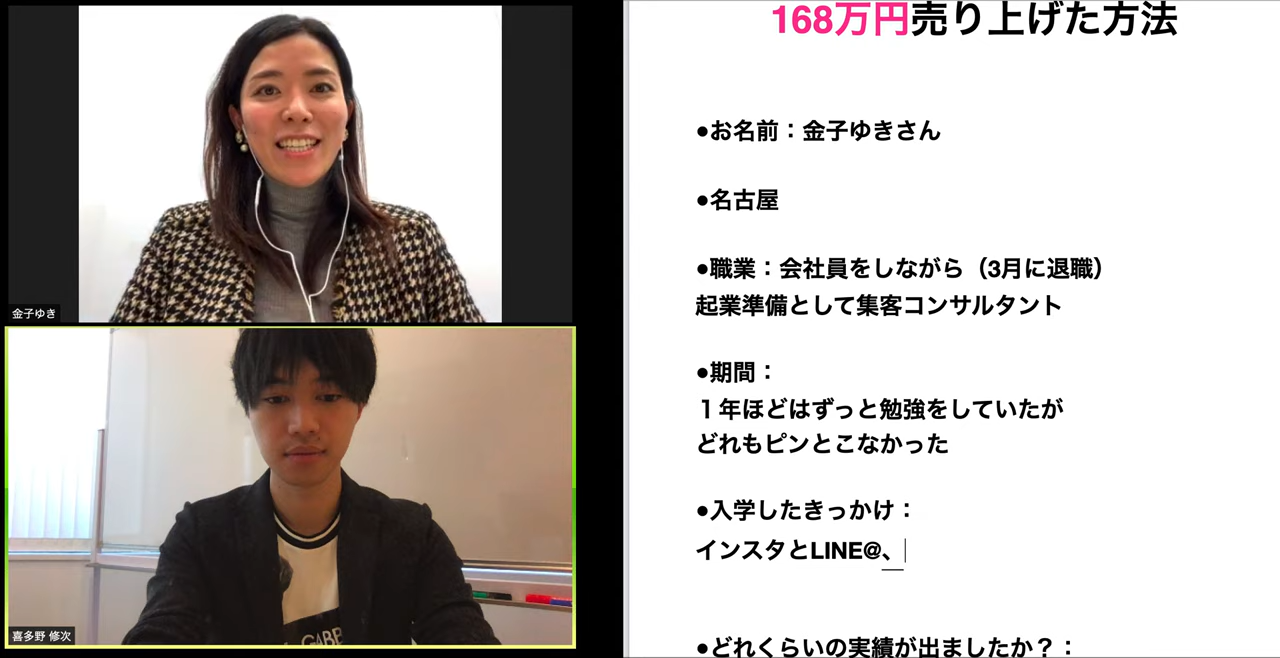 金子ゆき
喜多野 修次
168万円売り上げた方法
●お名前：金子ゆきさん
●名古屋
●職業：会社員をしながら（3月に退職）
起業準備として集客コンサルタント
●期間：
１年ほどはずっと勉強をしていたが
どれもピンとこなかった
●入学したきっかけ：
インスタとLINE@、
●どれくらいの実績が出ましたか？：